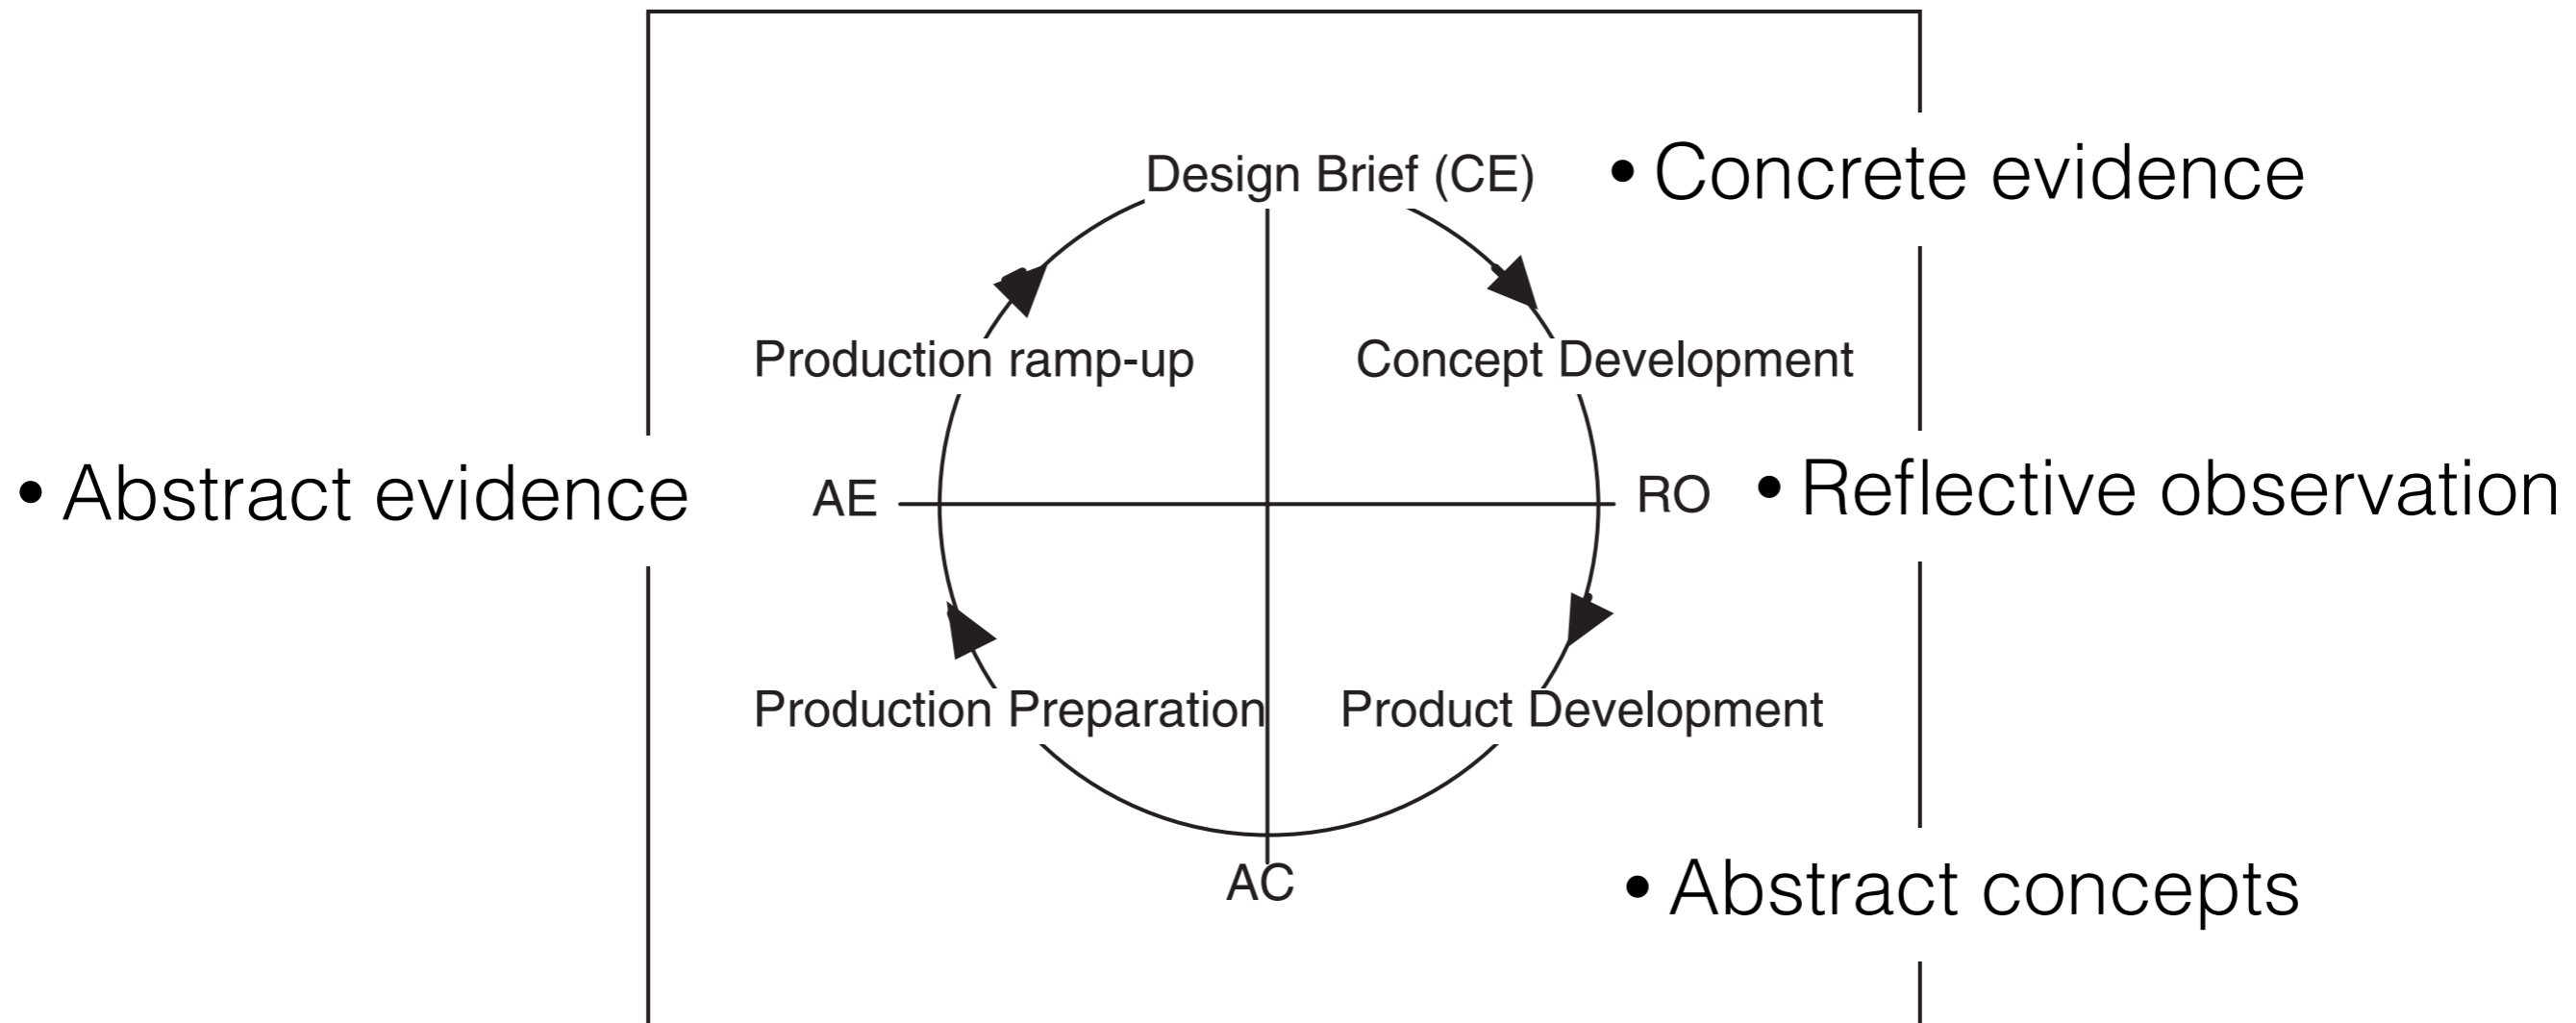 Design Brief (CE)
• Concrete evidence
Production ramp-up
Concept Development
• Abstract evidence
AE
RO
• Reflective observation
Production Preparation
Product Development
AC
• Abstract concepts